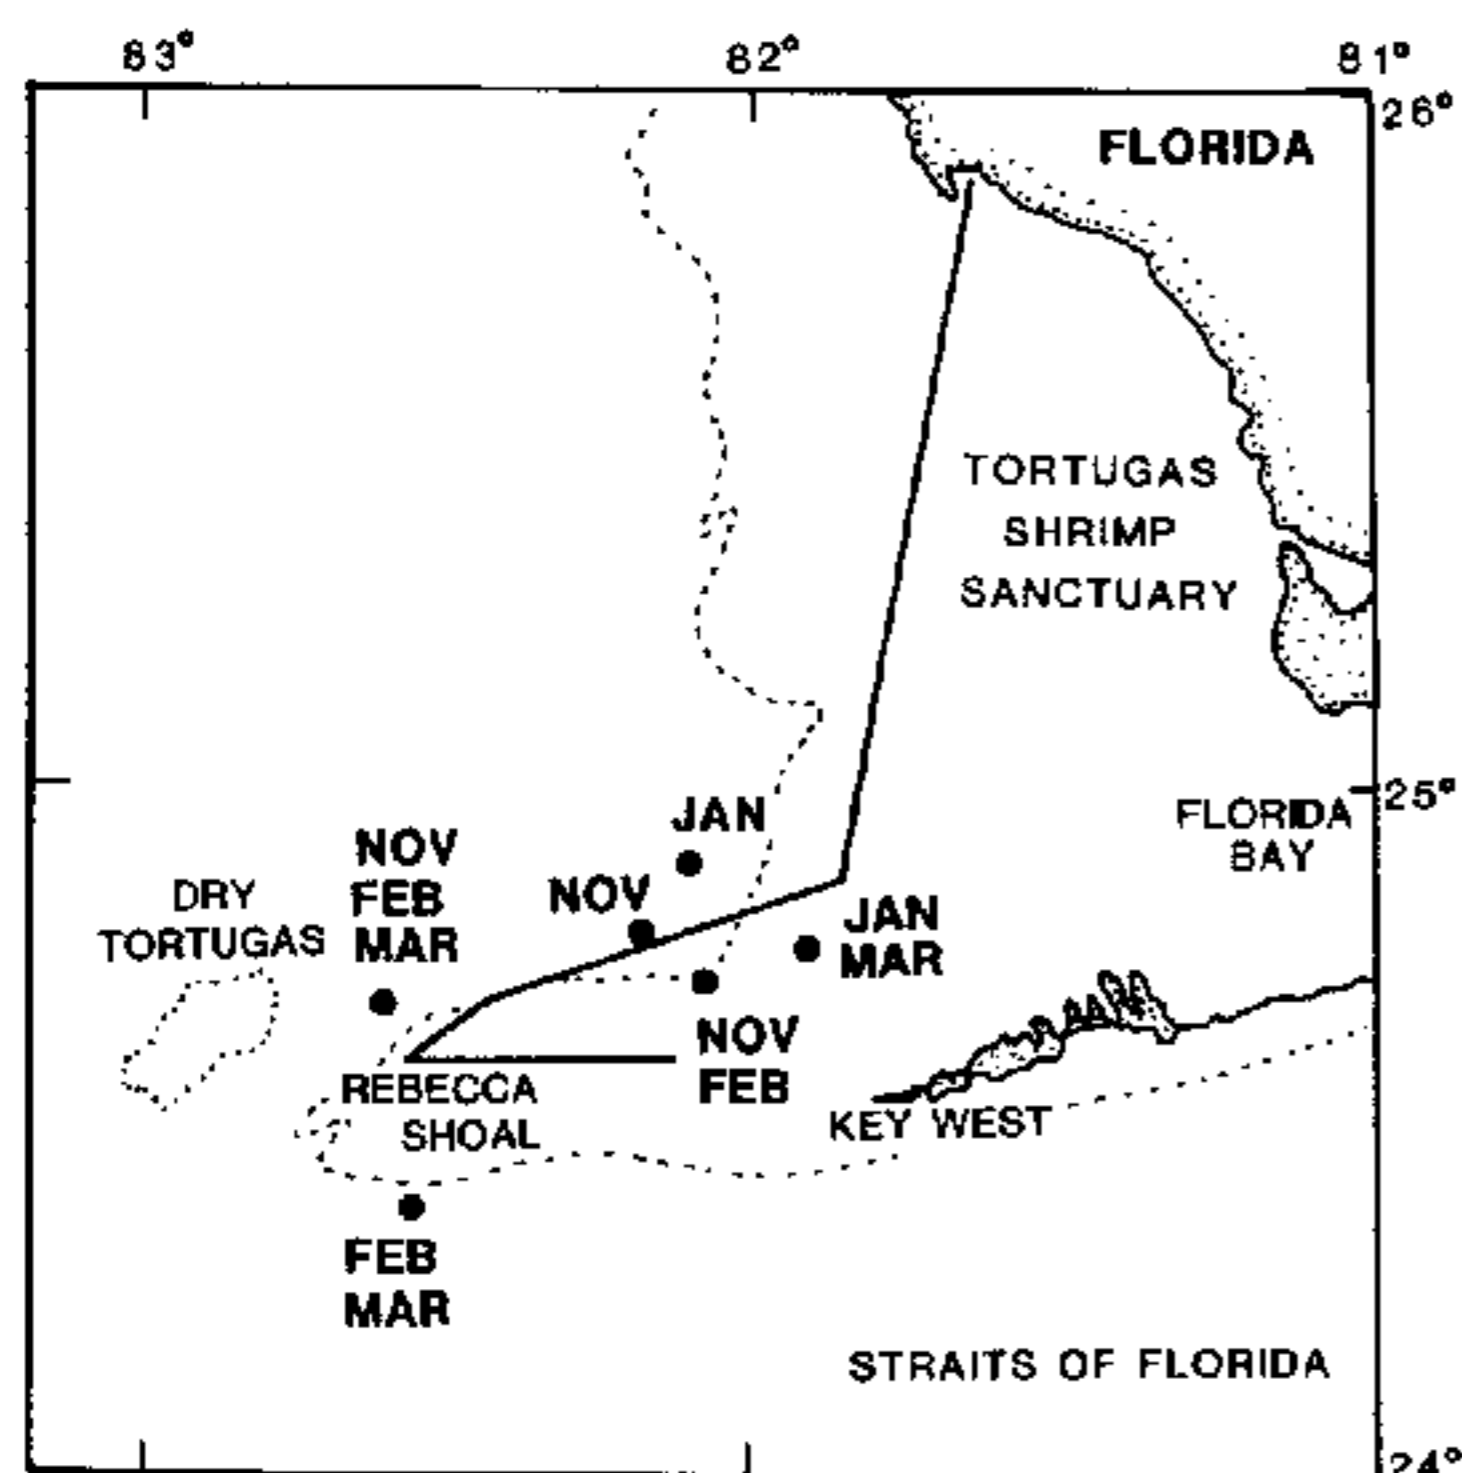 83°
82°
81°
26°
FLORIDA
TORTUGAS
SHRIMP
SANCTUARY
25°
FLORIDA
BAY
JAN
NOV
FEB
MAR
NOV
DRY
TORTUGAS
JAN
MAR
NOV
FEB
REBECCA
SHOAL
KEY WEST
FEB
MAR
STRAITS OF FLORIDA
24°